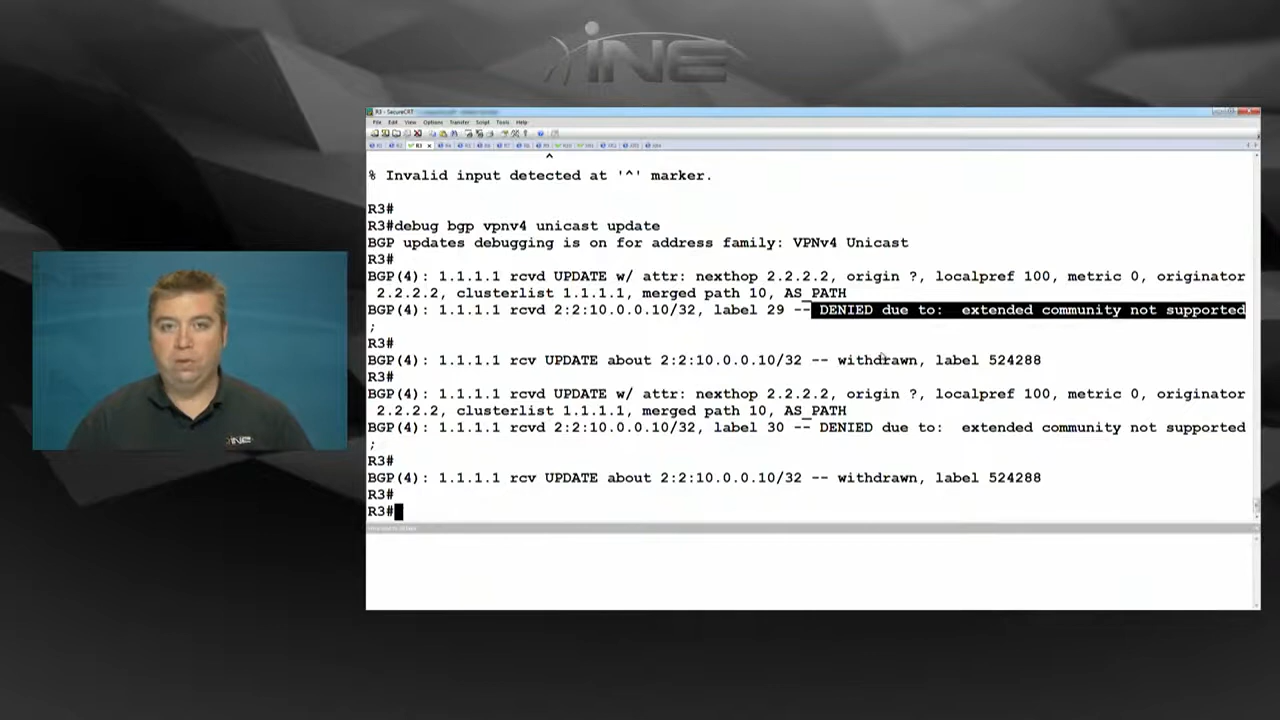 iNE
R3 - SecureCRT
File Edit View Options Transfer Script Tools Help
^
% Invalid input detected at '^' marker.
R3#
R3#debug bgp vpnv4 unicast update
BGP updates debugging is on for address family: VPNv4 Unicast
R3#
BGP(4): 1.1.1.1 rcvd UPDATE w/ attr: nexthop 2.2.2.2, origin ?, localpref 100, metric 0, originator
2.2.2.2, clusterlist 1.1.1.1, merged path 10, AS_PATH
BGP(4): 1.1.1.1 rcvd 2:2:10.0.0.10/32, label 29 -- DENIED due to:  extended community not supported
;
R3#
BGP(4): 1.1.1.1 rcv UPDATE about 2:2:10.0.0.10/32 -- withdrawn, label 524288
R3#
BGP(4): 1.1.1.1 rcvd UPDATE w/ attr: nexthop 2.2.2.2, origin ?, localpref 100, metric 0, originator
2.2.2.2, clusterlist 1.1.1.1, merged path 10, AS_PATH
BGP(4): 1.1.1.1 rcvd 2:2:10.0.0.10/32, label 30 -- DENIED due to:  extended community not supported
;
R3#
BGP(4): 1.1.1.1 rcv UPDATE about 2:2:10.0.0.10/32 -- withdrawn, label 524288
R3#
R3#
iNE